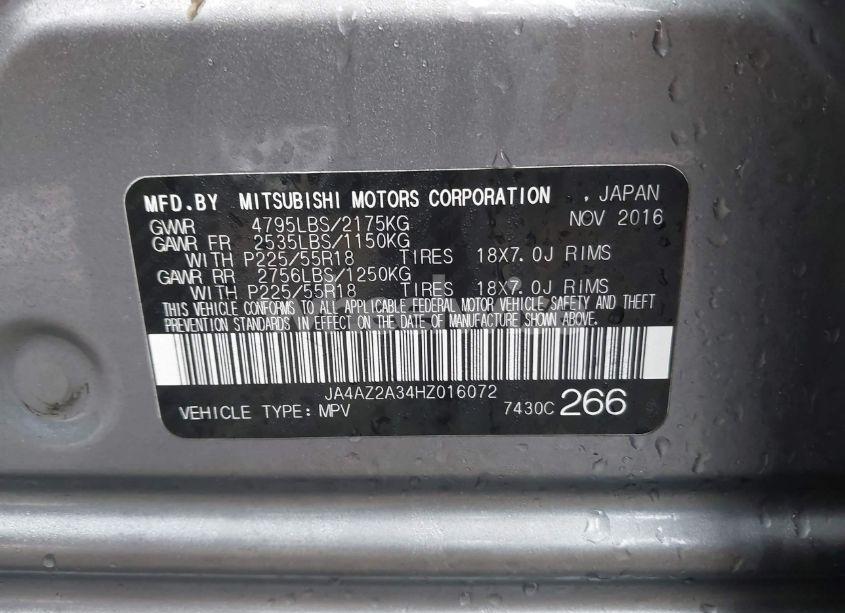 MFD.BY MITSUBISHI MOTORS CORPORATION . , JAPAN
GVWR 4795LBS/2175KG NOV 2016
GAWR FR 2535LBS/1150KG
WITH P225/55R18 TIRES 18X7.0J RIMS
GAWR RR 2756LBS/1250KG
WITH P225/55R18 TIRES 18X7.0J RIMS
THIS VEHICLE CONFORMS TO ALL APPLICABLE FEDERAL MOTOR VEHICLE SAFETY AND THEFT
PREVENTION STANDARDS IN EFFECT ON THE DATE OF MANUFACTURE SHOWN ABOVE.
JA4AZ2A34HZ016072
VEHICLE TYPE: MPV 7430C 266